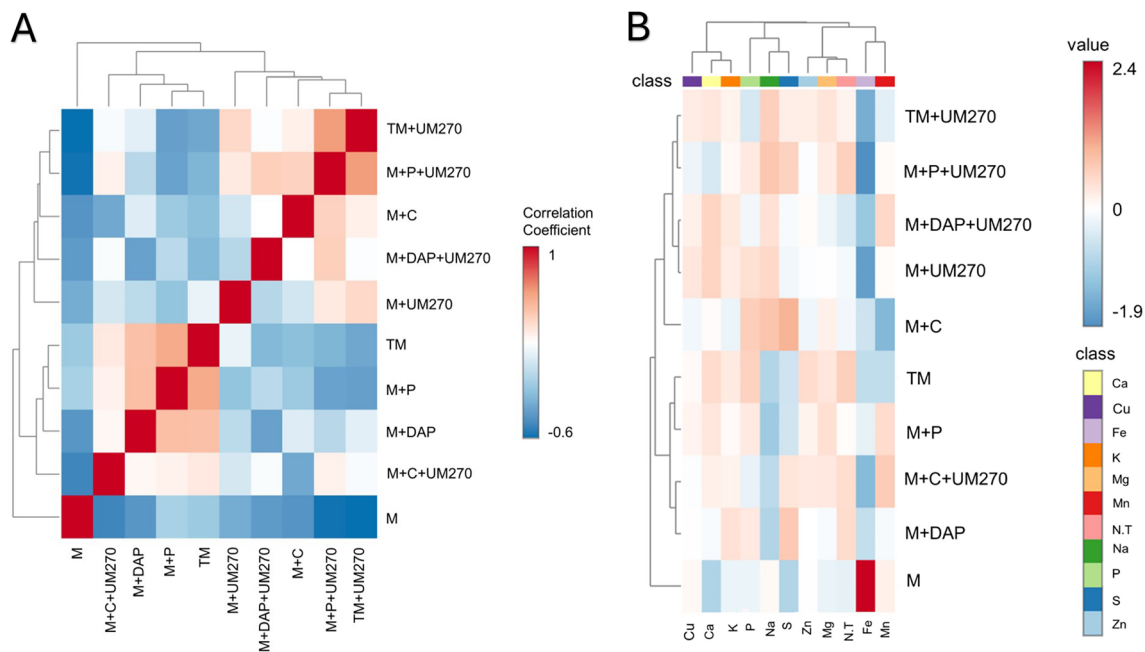 A
TM+UM270
M+P+UM270
M+C
M+DAP+UM270
M+UM270
TM
M+P
M+DAP
M+C+UM270
M
M
M+C+UM270
M+DAP
M+P
TM
M+UM270
M+DAP+UM270
M+C
M+P+UM270
TM+UM270
Correlation
Coefficient
1
-0.6
B
class
TM+UM270
M+P+UM270
M+DAP+UM270
M+UM270
M+C
TM
M+P
M+C+UM270
M+DAP
M
Cu
Ca
K
P
Na
S
Zn
Mg
N.T
Fe
Mn
value
2.4
0
-1.9
class
Ca
Cu
Fe
K
Mg
Mn
N.T
Na
P
S
Zn